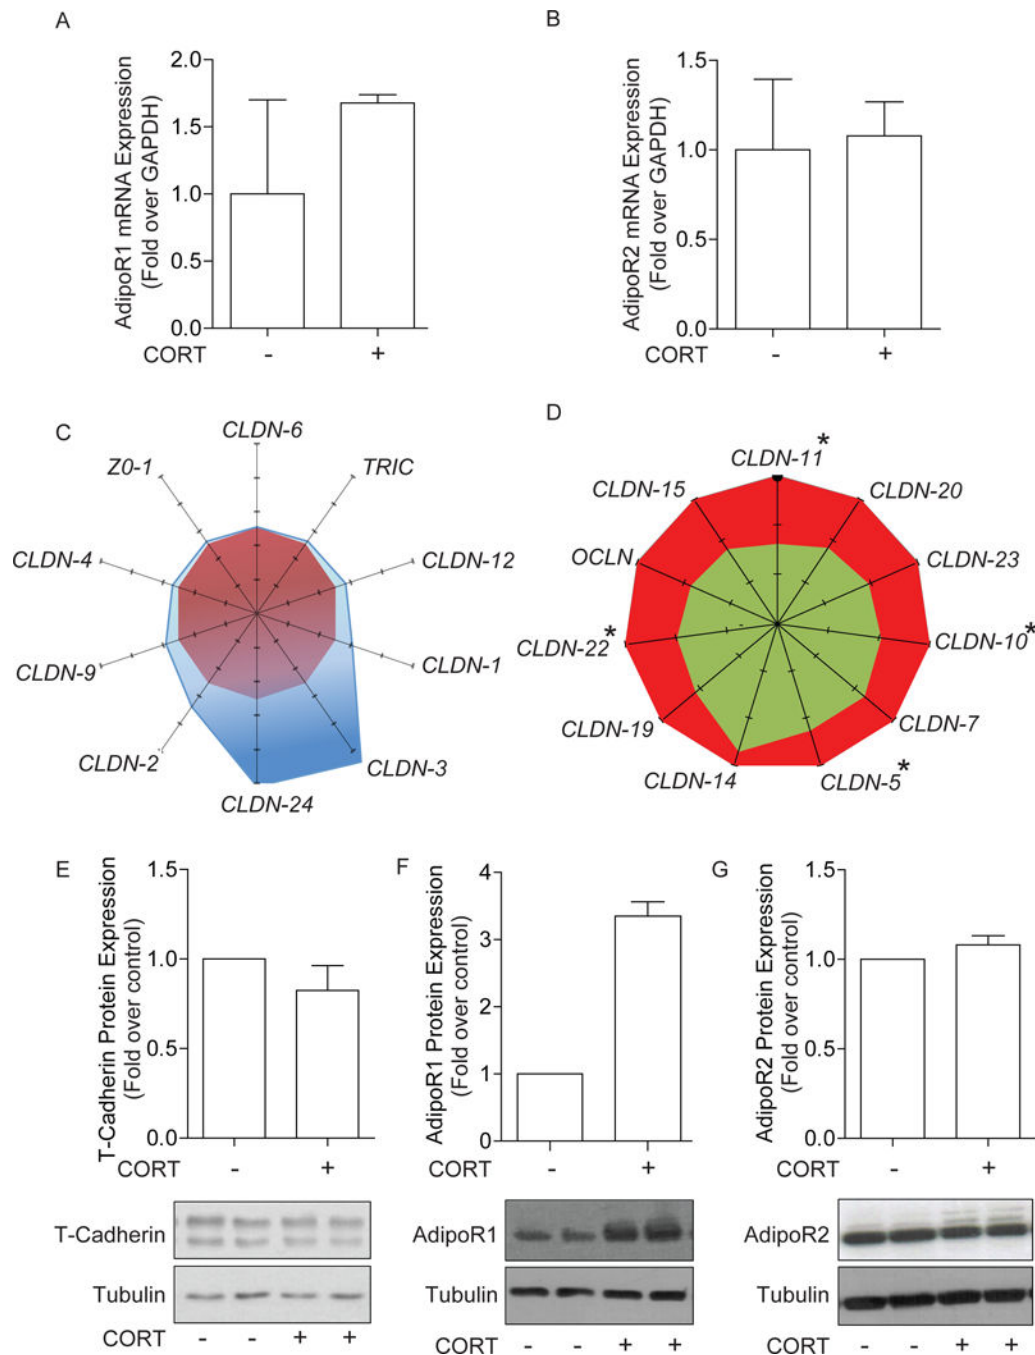 A
AdipoR1 mRNA Expression
(Fold over GAPDH)
2.0
1.5
1.0
0.5
0.0
CORT - +
B
AdipoR2 mRNA Expression
(Fold over GAPDH)
1.5
1.0
0.5
0.0
CORT - +
C
CLDN-6
Z0-1
TRIC
CLDN-4
CLDN-12
CLDN-9
CLDN-1
CLDN-2
CLDN-3
CLDN-24
D
CLDN-11*
CLDN-15
CLDN-20
OCLN
CLDN-23
CLDN-22*
CLDN-10*
CLDN-19
CLDN-7
CLDN-14
CLDN-5*
E
T-Cadherin Protein Expression
(Fold over control)
1.5
1.0
0.5
0.0
CORT - +
T-Cadherin
Tubulin
CORT - - + +
F
AdipoR1 Protein Expression
(Fold over control)
4
3
2
1
0
CORT - +
AdipoR1
Tubulin
CORT - - + +
G
AdipoR2 Protein Expression
(Fold over control)
1.5
1.0
0.5
0.0
CORT - +
AdipoR2
Tubulin
CORT - - + +